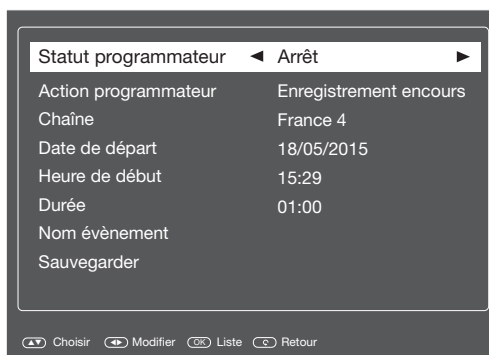 Statut programmateur ◄ Arrêt ►
Action programmateur Enregistrement encours
Chaîne France 4
Date de départ 18/05/2015
Heure de début 15:29
Durée 01:00
Nom évènement
Sauvegarder
▲▼ Choisir ◄► Modifier OK Liste Retour